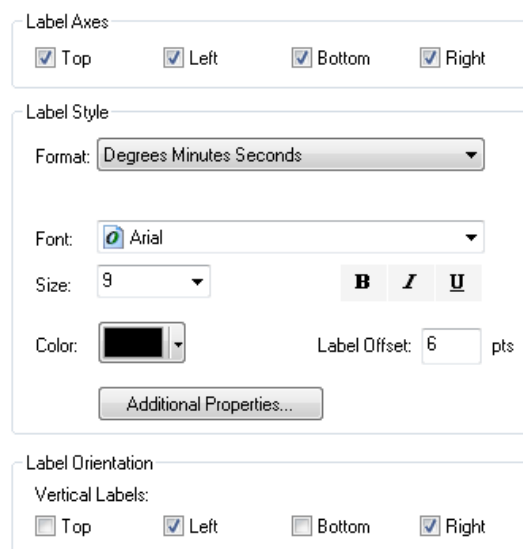 Label Axes
Top Left Bottom Right
Label Style
Format: Degrees Minutes Seconds
Font: Arial
Size: 9 B I U
Color: Label Offset: 6 pts
Additional Properties...
Label Orientation
Vertical Labels:
Top Left Bottom Right